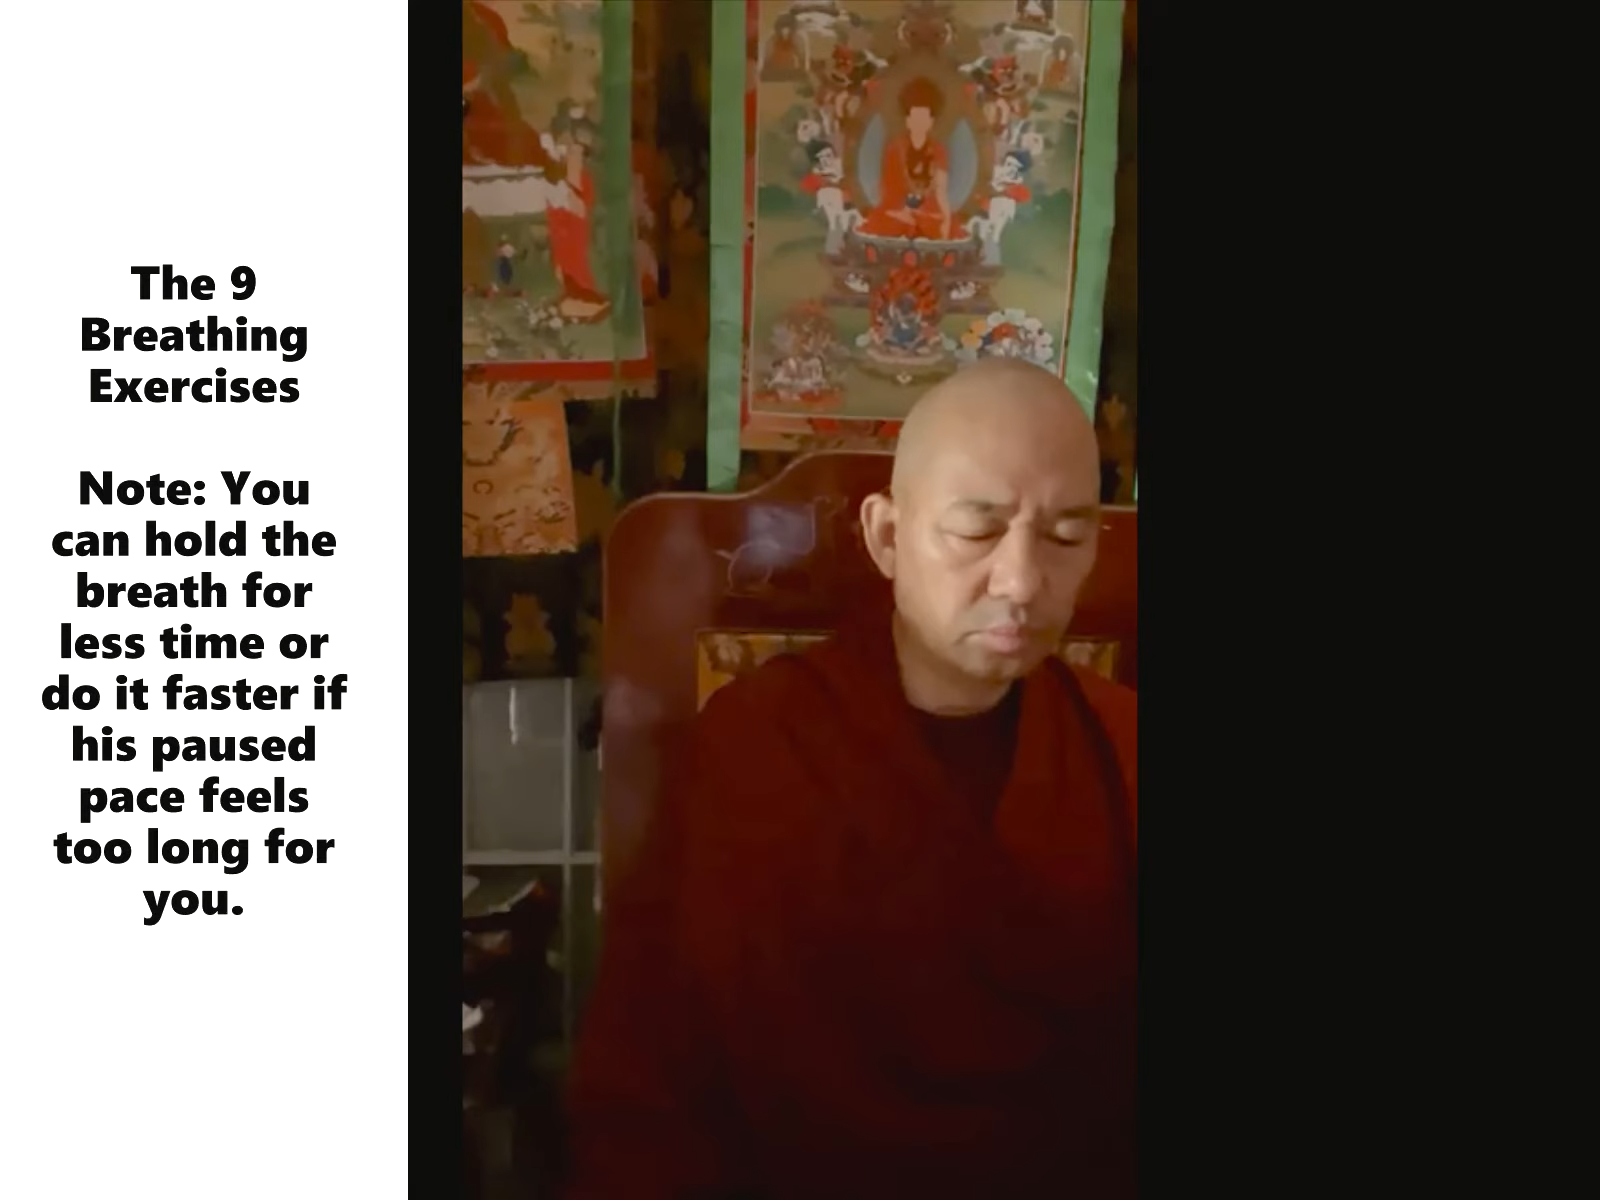 The 9
Breathing
Exercises
Note: You
can hold the
breath for
less time or
do it faster if
his paused
pace feels
too long for
you.